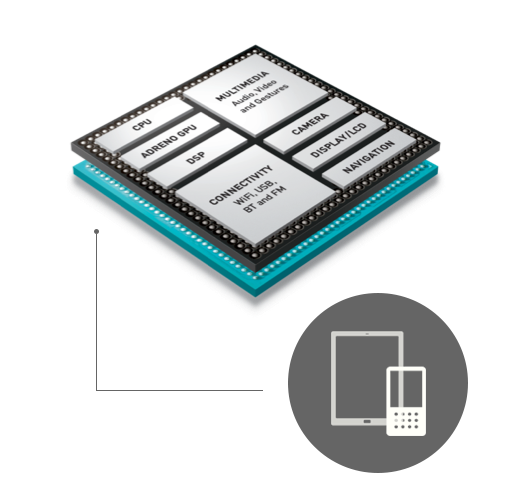 MULTIMEDIA
Audio, Video
and Gestures
CPU
ADRENO GPU
DSP
CAMERA
DISPLAY/LCD
NAVIGATION
CONNECTIVITY
WiFi, USB,
BT and FM